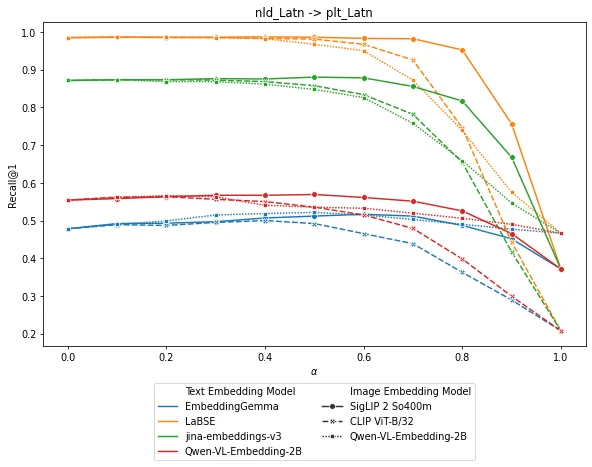 nld_Latn -> plt_Latn
Recall@1
1.0
0.9
0.8
0.7
0.6
0.5
0.4
0.3
0.2
0.0 0.2 0.4 0.6 0.8 1.0
α
Text Embedding Model Image Embedding Model
EmbeddingGemma SigLIP 2 So400m
LaBSE CLIP ViT-B/32
jina-embeddings-v3 Qwen-VL-Embedding-2B
Qwen-VL-Embedding-2B